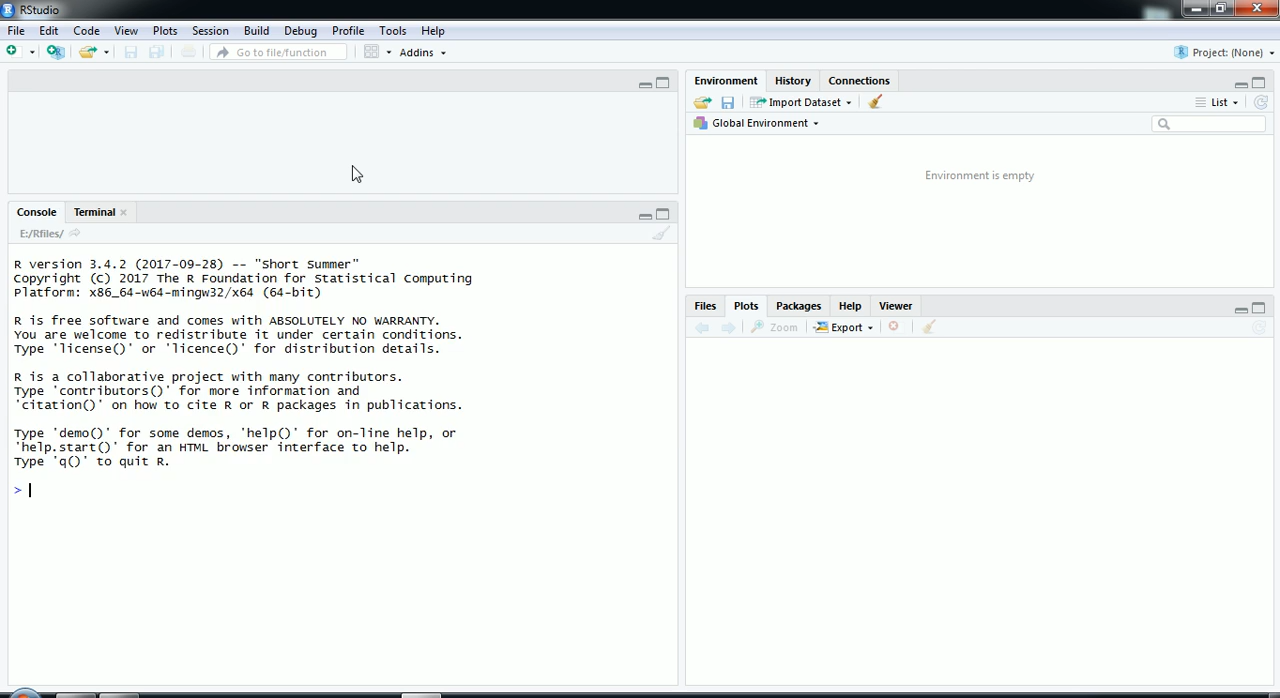 RStudio
File Edit Code View Plots Session Build Debug Profile Tools Help
Go to file/function Addins Project: (None)
Environment History Connections
Import Dataset List
Global Environment
Environment is empty
Console Terminal
E:/Rfiles/
R version 3.4.2 (2017-09-28) -- "Short Summer"
Copyright (C) 2017 The R Foundation for Statistical Computing
Platform: x86_64-w64-mingw32/x64 (64-bit)
R is free software and comes with ABSOLUTELY NO WARRANTY.
You are welcome to redistribute it under certain conditions.
Type 'license()' or 'licence()' for distribution details.
R is a collaborative project with many contributors.
Type 'contributors()' for more information and
'citation()' on how to cite R or R packages in publications.
Type 'demo()' for some demos, 'help()' for on-line help, or
'help.start()' for an HTML browser interface to help.
Type 'q()' to quit R.
>
Files Plots Packages Help Viewer
Zoom Export